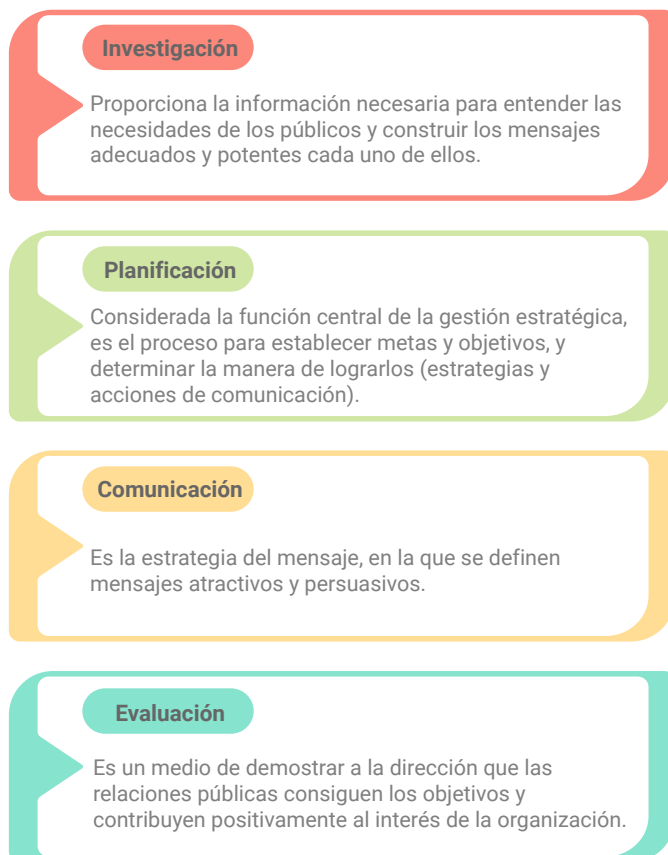 Investigación
Proporciona la información necesaria para entender las
necesidades de los públicos y construir los mensajes
adecuados y potentes cada uno de ellos.
Planificación
Considerada la función central de la gestión estratégica,
es el proceso para establecer metas y objetivos, y
determinar la manera de lograrlos (estrategias y
acciones de comunicación).
Comunicación
Es la estrategia del mensaje, en la que se definen
mensajes atractivos y persuasivos.
Evaluación
Es un medio de demostrar a la dirección que las
relaciones públicas consiguen los objetivos y
contribuyen positivamente al interés de la organización.